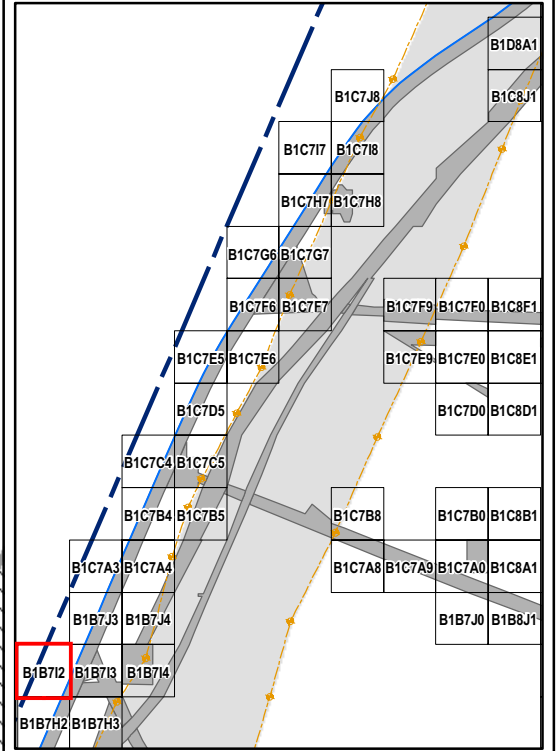 B1D8A1
B1C7J8 B1C8J1
B1C7I7 B1C7I8
B1C7H7 B1C7H8
B1C7G6 B1C7G7
B1C7F6 B1C7F7 B1C7F9 B1C7F0 B1C8F1
B1C7E5 B1C7E6 B1C7E9 B1C7E0 B1C8E1
B1C7D5 B1C7D0 B1C8D1
B1C7C4 B1C7C5
B1C7B4 B1C7B5 B1C7B8 B1C7B0 B1C8B1
B1C7A3 B1C7A4 B1C7A8 B1C7A9 B1C7A0 B1C8A1
B1B7J3 B1B7J4 B1B7J0 B1B8J1
B1B7I2 B1B7I3 B1B7I4
B1B7H2 B1B7H3